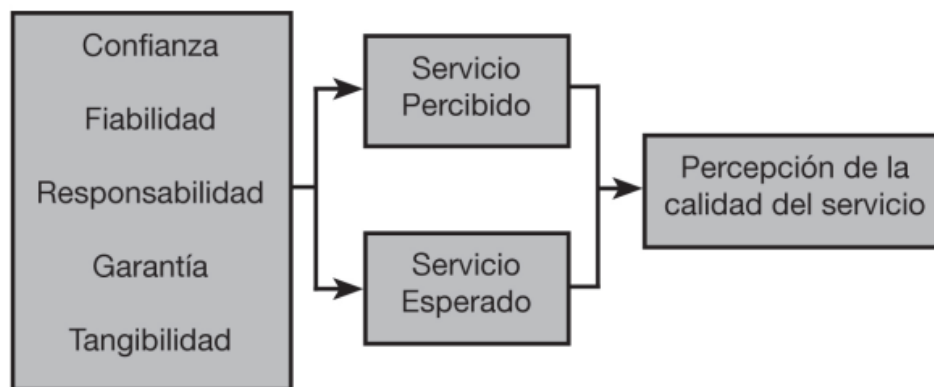 Confianza
Fiabilidad
Responsabilidad
Garantía
Tangibilidad
Servicio
Percibido
Servicio
Esperado
Percepción de la
calidad del servicio